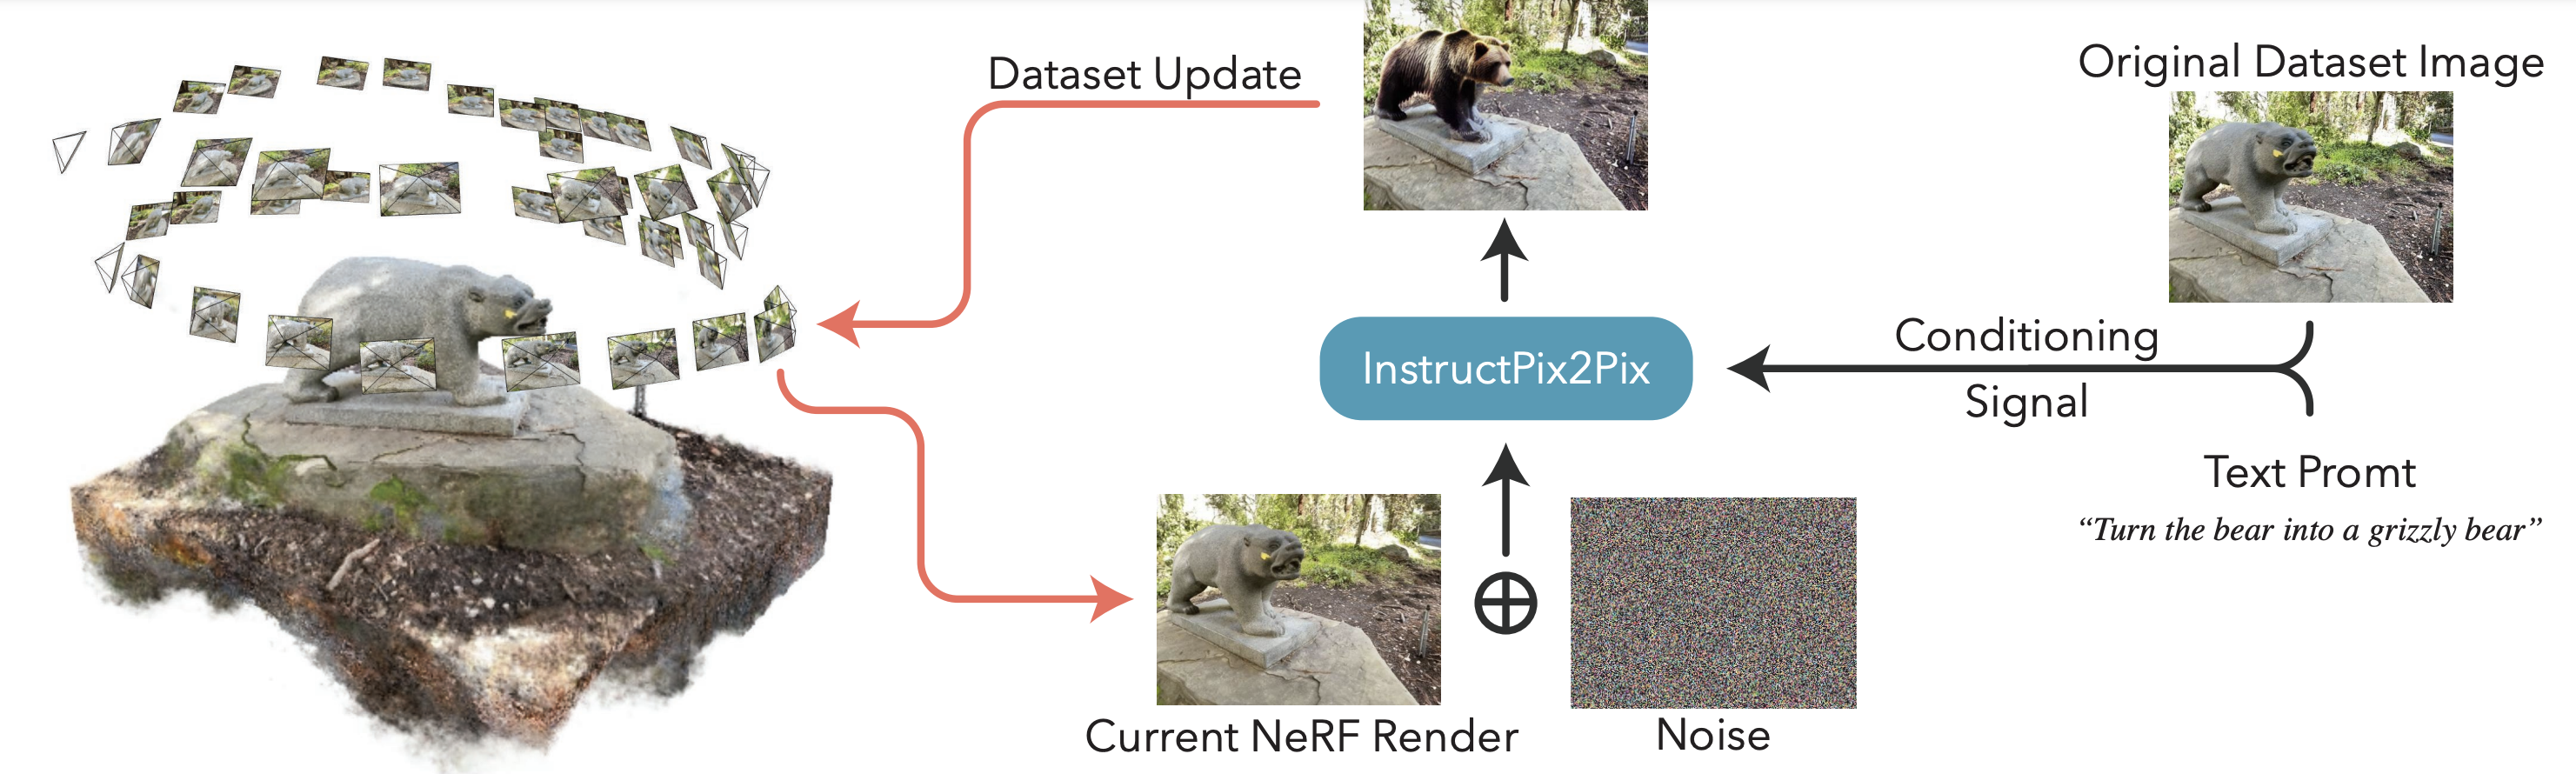 Dataset Update
Original Dataset Image
InstructPix2Pix
Conditioning
Signal
Text Promt
“Turn the bear into a grizzly bear”
Current NeRF Render
Noise